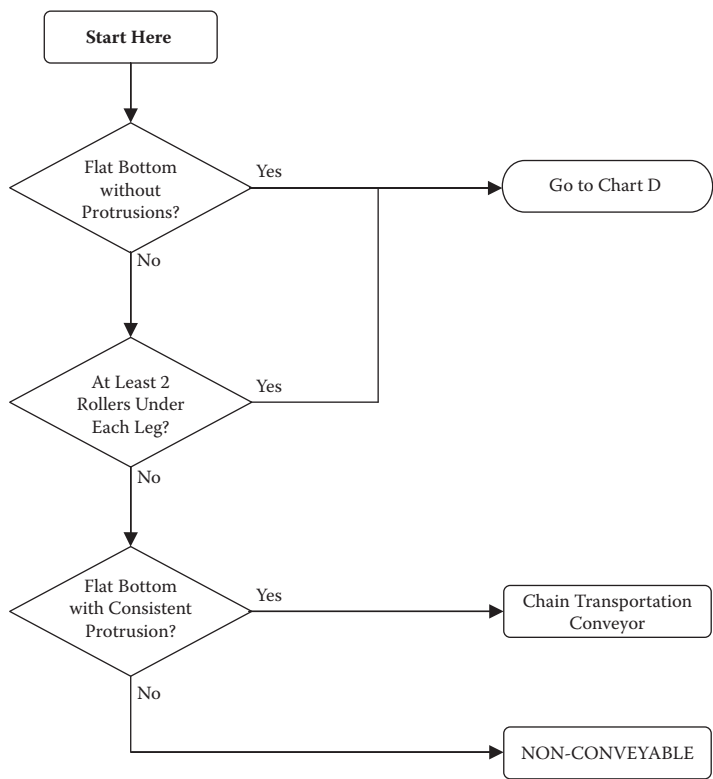 Start Here
Flat Bottom
without
Protrusions?
Yes
Go to Chart D
No
At Least 2
Rollers Under
Each Leg?
Yes
No
Flat Bottom
with Consistent
Protrusion?
Yes
Chain Transportation
Conveyor
No
NON-CONVEYABLE